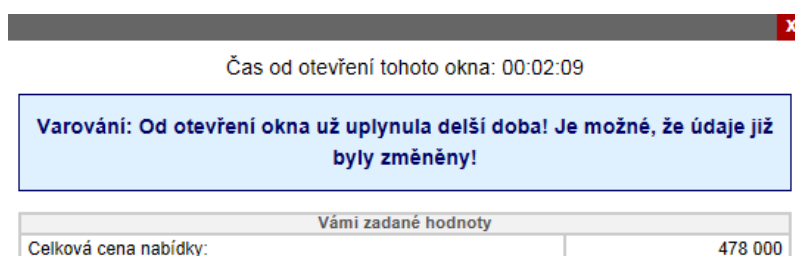 X
Čas od otevření tohoto okna: 00:02:09
Varování: Od otevření okna už uplynula delší doba! Je možné, že údaje již
byly změněny!
Vámi zadané hodnoty
Celková cena nabídky: 478 000